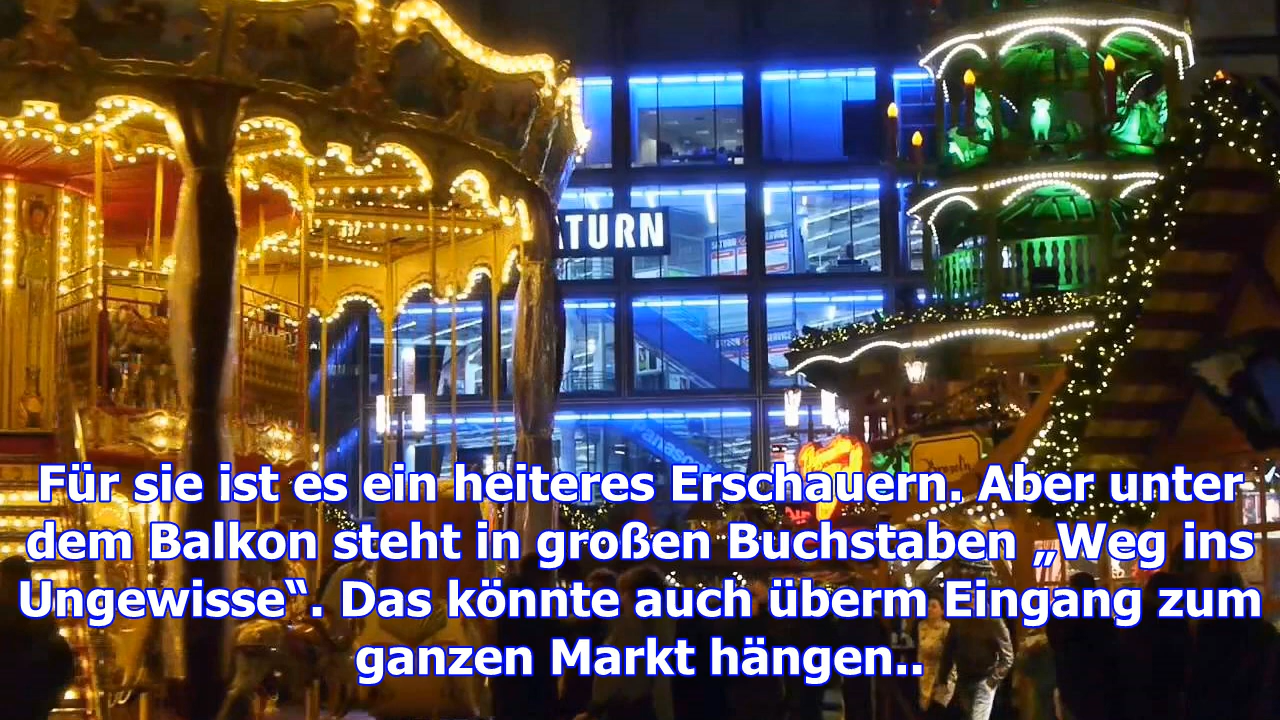 ATURN
Panasonic
Für sie ist es ein heiteres Erschauern. Aber unter
dem Balkon steht in großen Buchstaben „Weg ins
Ungewisse“. Das könnte auch überm Eingang zum
ganzen Markt hängen..